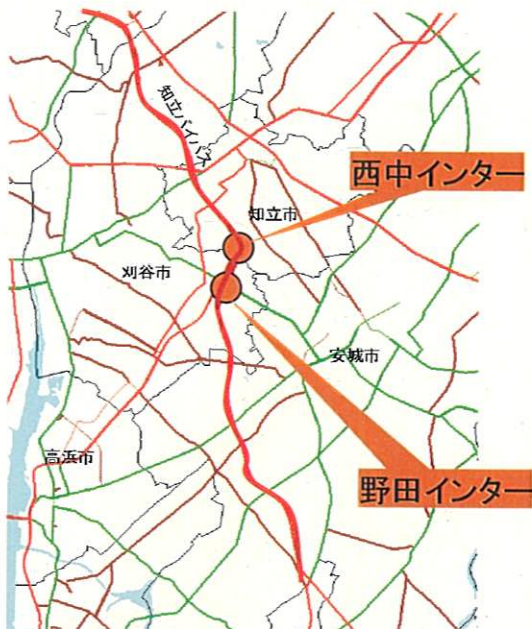 知立バイパス
西中インター
知立市
刈谷市
安城市
高浜市
野田インター